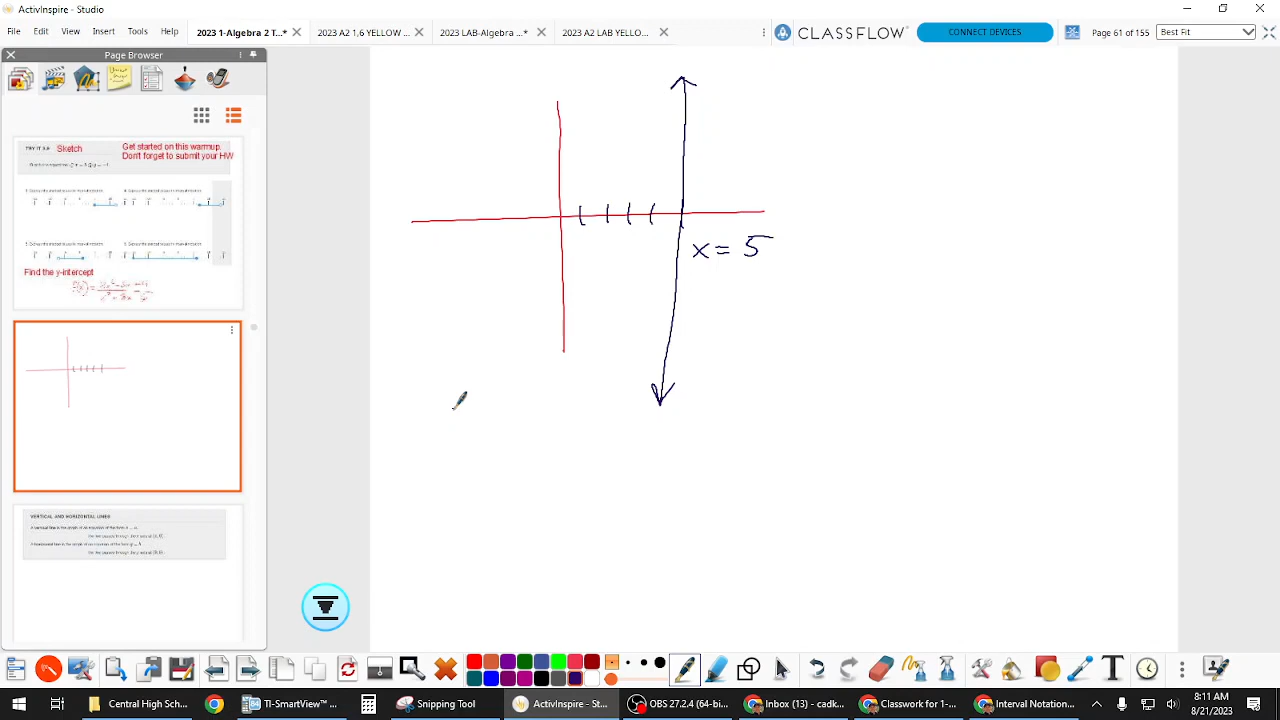 ActivInspire - Studio
File Edit View Insert Tools Help
2023 1-Algebra 2 T...*
2023 A2 1.6 YELLOW ...
2023 LAB-Algebra ...*
2023 A2 LAB YELLO...
CLASSFLOW
CONNECT DEVICES
Page 61 of 155
Best Fit
Page Browser
TRY IT
Sketch
Get started on this warmup.
Don't forget to submit your HW
Find the y-intercept
x = 5
VERTICAL AND HORIZONTAL LINES
T
Central High Sch...
TI-SmartView ...
Snipping Tool
ActivInspire - St...
OBS 27.2.4 (64-bi...
Inbox (13) - cadk...
Classwork for 1-...
Interval Notation...
8:11 AM
8/21/2023